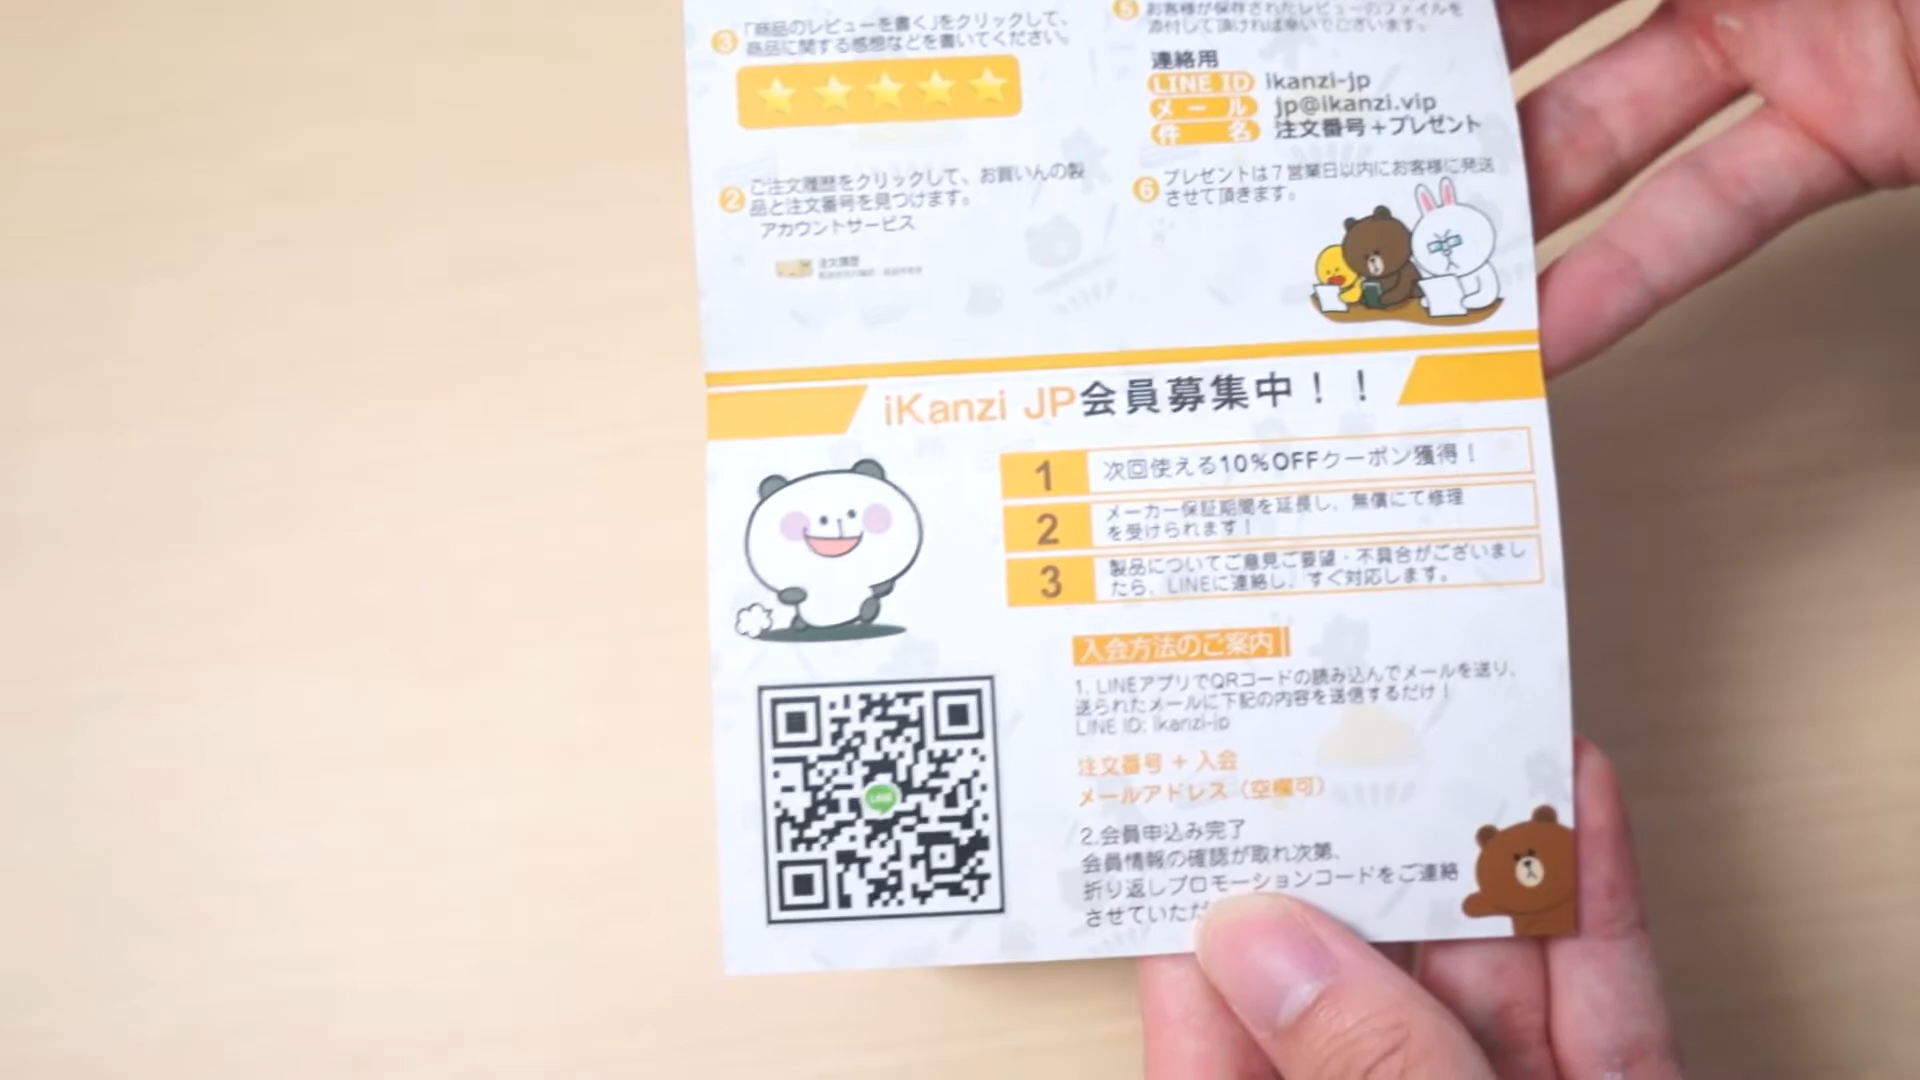 ③ 「商品のレビューを書く」をクリックして、
商品に関する感想などを書いてください。
② ご注文履歴をクリックして、お買いんの製
品と注文番号を見つけます。
アカウントサービス
注文履歴
⑤ お客様が保存されたレビューのファイルを
添付して頂ければ幸いでございます。
連絡用
LINE ID ikanzi-jp
メール jp@ikanzi.vip
件名 注文番号+プレゼント
⑥ プレゼントは7営業日以内にお客様に発送
させて頂きます。
iKanzi JP会員募集中！！
1 次回使える10%OFFクーポン獲得！
2 メーカー保証期間を延長し、無償にて修理
を受けられます！
3 製品についてご意見ご要望・不具合がございまし
たら、LINEに連絡し、すぐ対応します。
入会方法のご案内
1. LINEアプリでQRコードの読み込んでメールを送り、
送られたメールに下記の内容を送信するだけ！
LINE ID: ikanzi-jp
注文番号 + 入会
メールアドレス（空欄可）
2.会員申込み完了
会員情報の確認が取れ次第、
折り返しプロモーションコードをご連絡
させていただ
LINE